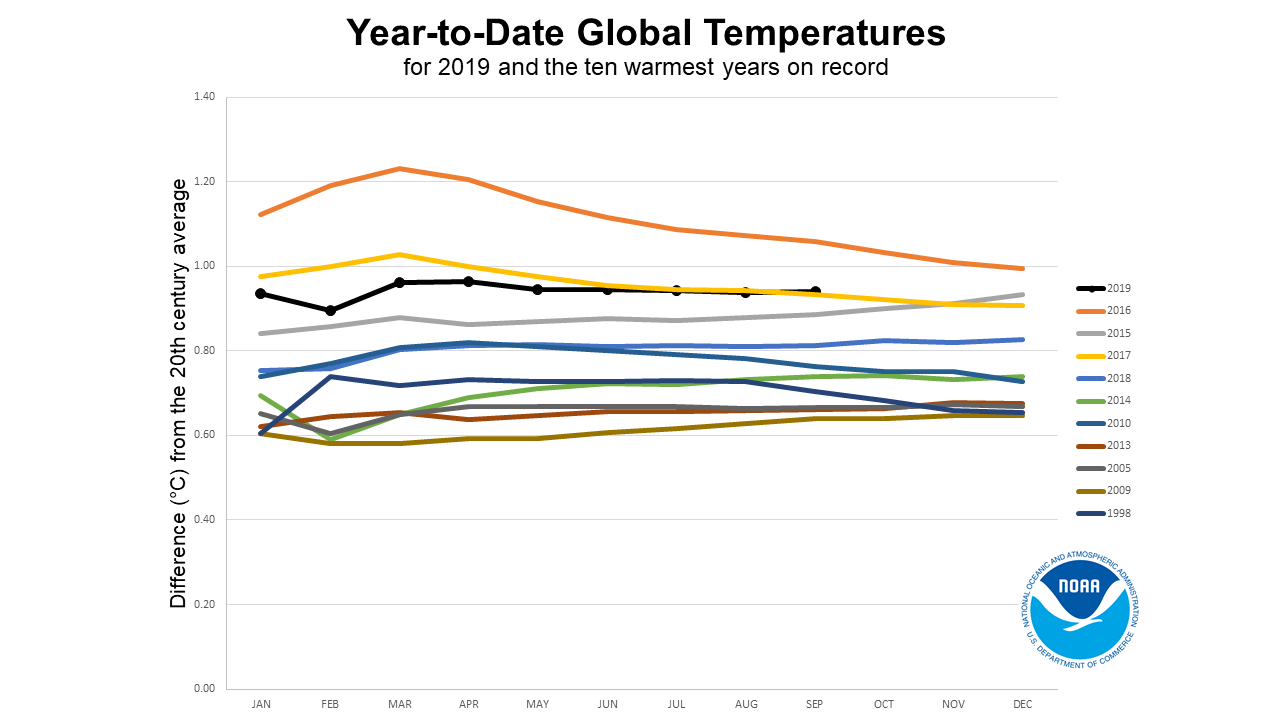 Year-to-Date Global Temperatures
for 2019 and the ten warmest years on record
Difference (°C) from the 20th century average
1.40
1.20
1.00
0.80
0.60
0.40
0.20
0.00
JAN FEB MAR APR MAY JUN JUL AUG SEP OCT NOV DEC
2019
2016
2015
2017
2018
2014
2010
2013
2005
2009
1998
NATIONAL OCEANIC AND ATMOSPHERIC ADMINISTRATION
NOAA
U.S. DEPARTMENT OF COMMERCE